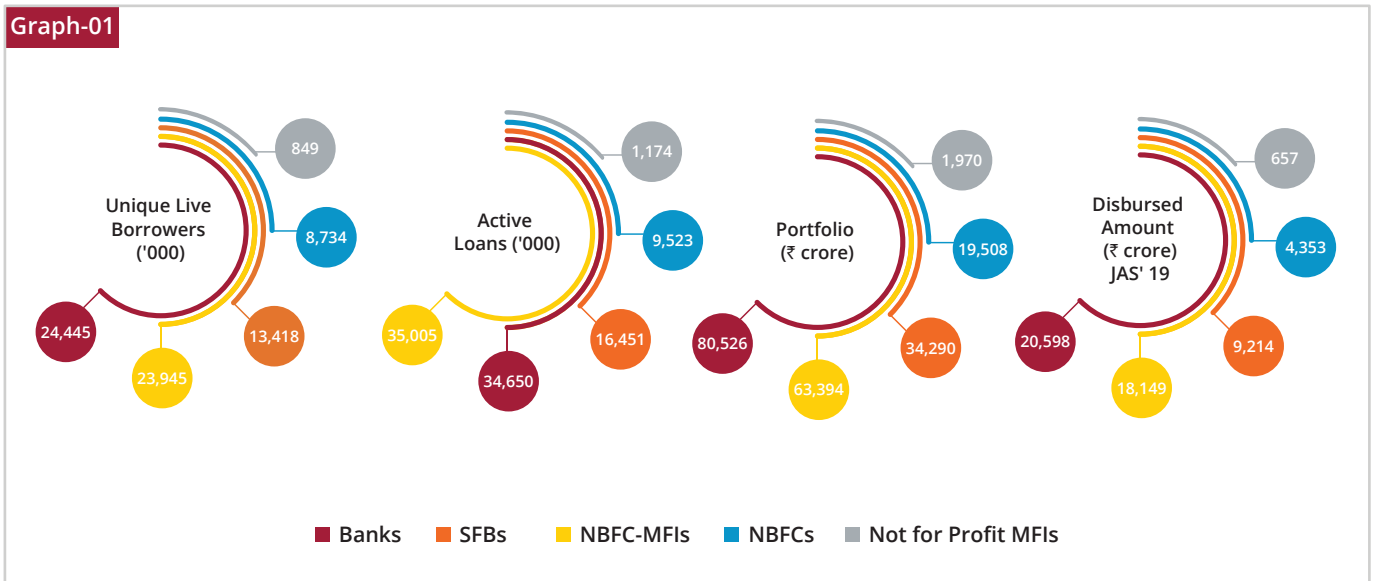 Graph-01
Unique Live
Borrowers
('000)
849
8,734
13,418
23,945
24,445
Active
Loans ('000)
1,174
9,523
16,451
34,650
35,005
Portfolio
(₹ crore)
1,970
19,508
34,290
63,394
80,526
Disbursed
Amount
(₹ crore)
JAS' 19
657
4,353
9,214
18,149
20,598
Banks
SFBs
NBFC-MFIs
NBFCs
Not for Profit MFIs